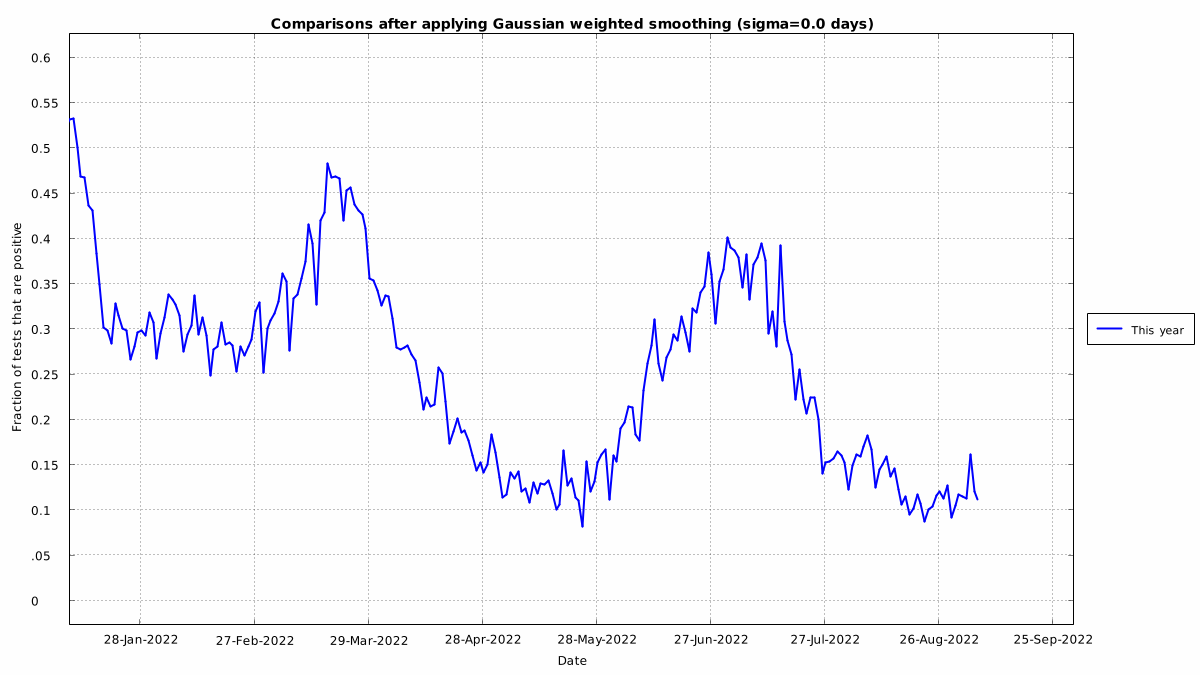 Comparisons after applying Gaussian weighted smoothing (sigma=0.0 days)
0.6
0.55
0.5
0.45
0.4
0.35
0.3
0.25
0.2
0.15
0.1
.05
0
Fraction of tests that are positive
This year
28-Jan-2022 27-Feb-2022 29-Mar-2022 28-Apr-2022 28-May-2022 27-Jun-2022 27-Jul-2022 26-Aug-2022 25-Sep-2022
Date